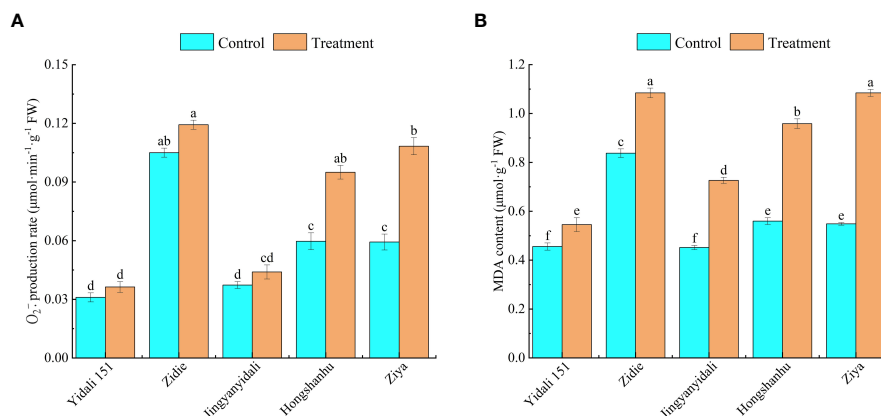 A
Control Treatment
O₂⁻· production rate (μmol·min⁻¹·g⁻¹ FW)
0.15
0.12
0.09
0.06
0.03
0.00
d d ab a d cd c ab c b
Yidali 151 Zidie Jingyanyidali Hongshanhu Ziya
B
Control Treatment
MDA content (μmol·g⁻¹ FW)
1.2
1.0
0.8
0.6
0.4
0.2
0.0
f e c a f d e b e a
Yidali 151 Zidie Jingyanyidali Hongshanhu Ziya